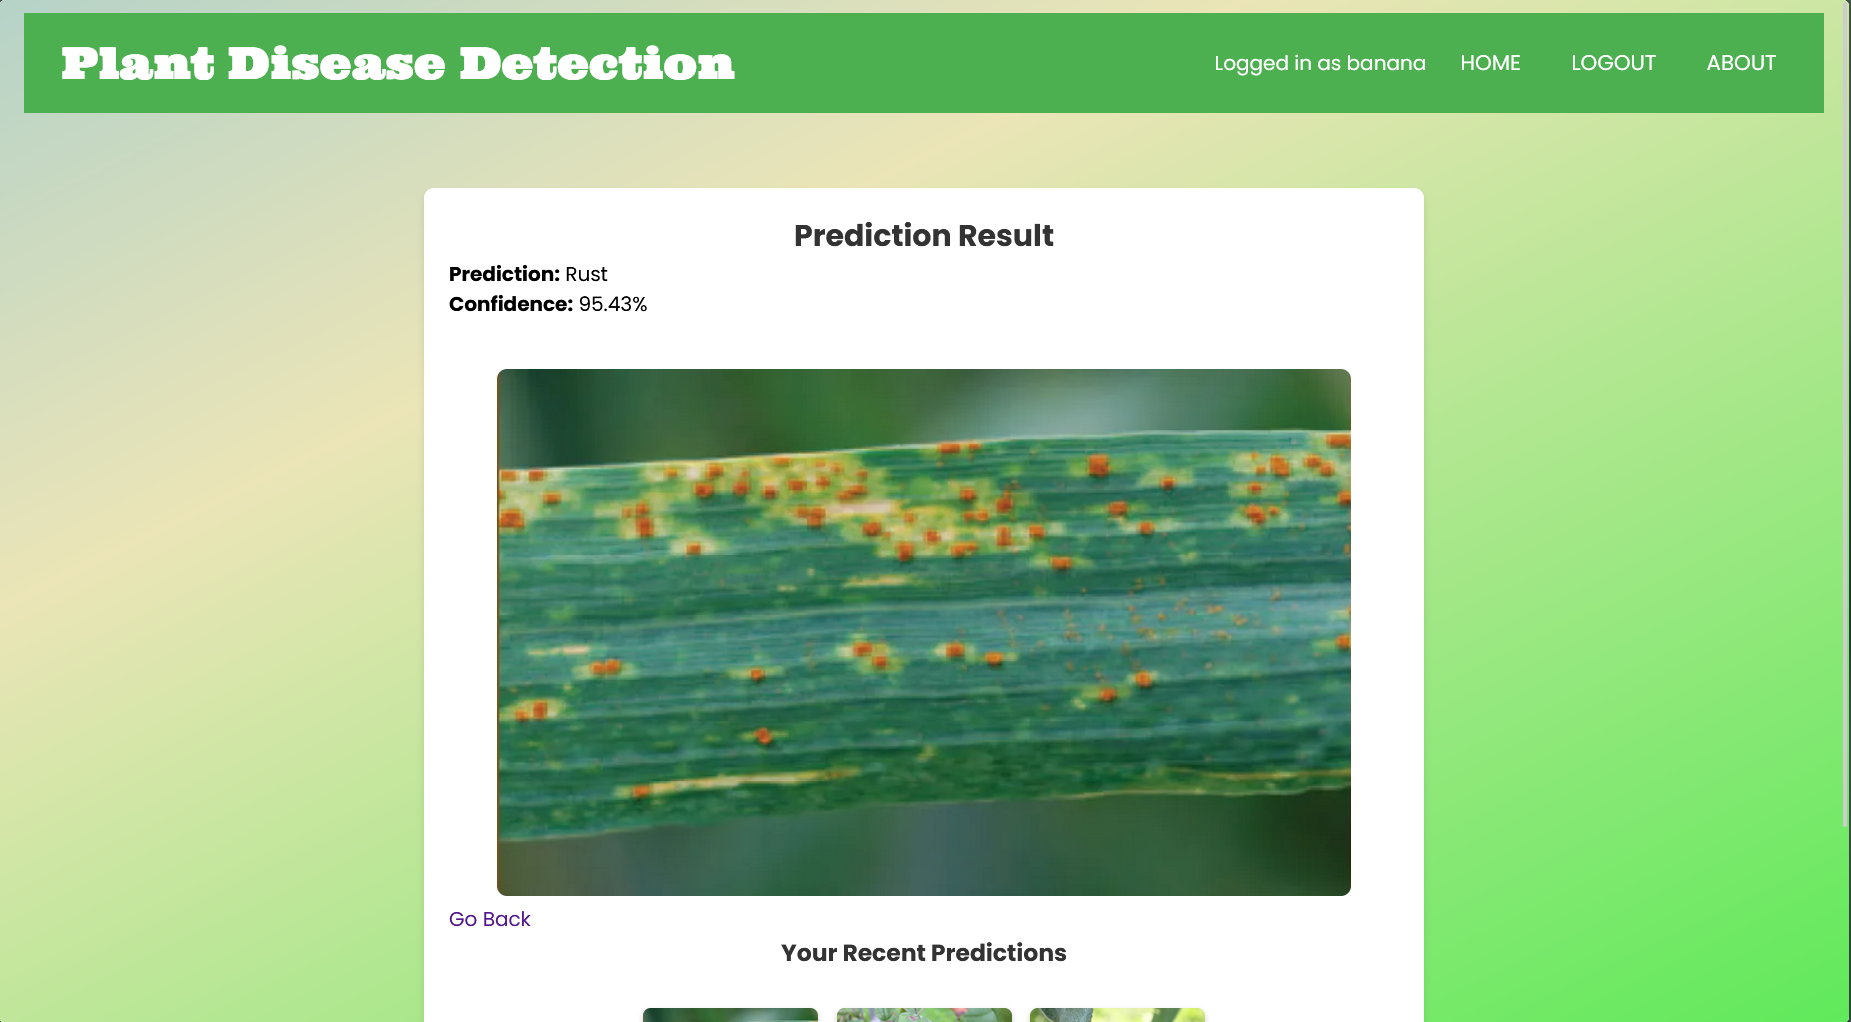 Plant Disease Detection
Logged in as banana HOME LOGOUT ABOUT
Prediction Result
Prediction: Rust
Confidence: 95.43%
Go Back
Your Recent Predictions